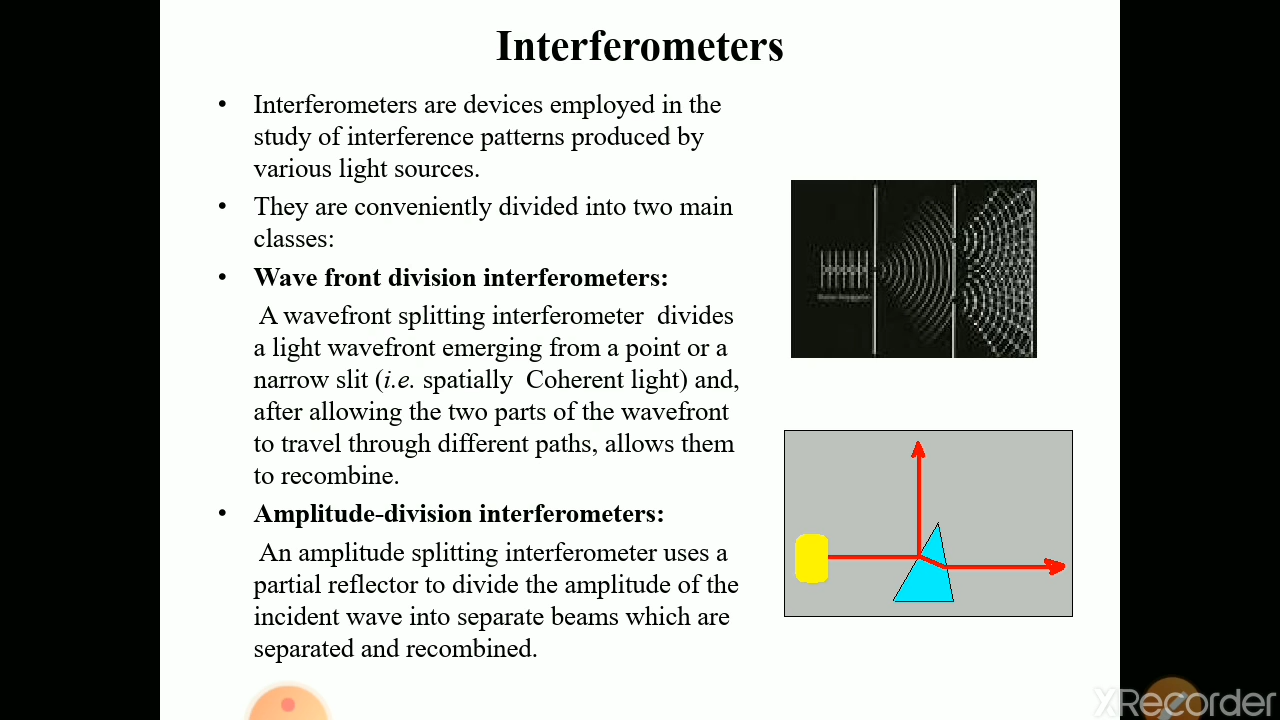 Interferometers
• Interferometers are devices employed in the
study of interference patterns produced by
various light sources.
• They are conveniently divided into two main
classes:
• Wave front division interferometers:
A wavefront splitting interferometer divides
a light wavefront emerging from a point or a
narrow slit (i.e. spatially Coherent light) and,
after allowing the two parts of the wavefront
to travel through different paths, allows them
to recombine.
• Amplitude-division interferometers:
An amplitude splitting interferometer uses a
partial reflector to divide the amplitude of the
incident wave into separate beams which are
separated and recombined.
XRecorder